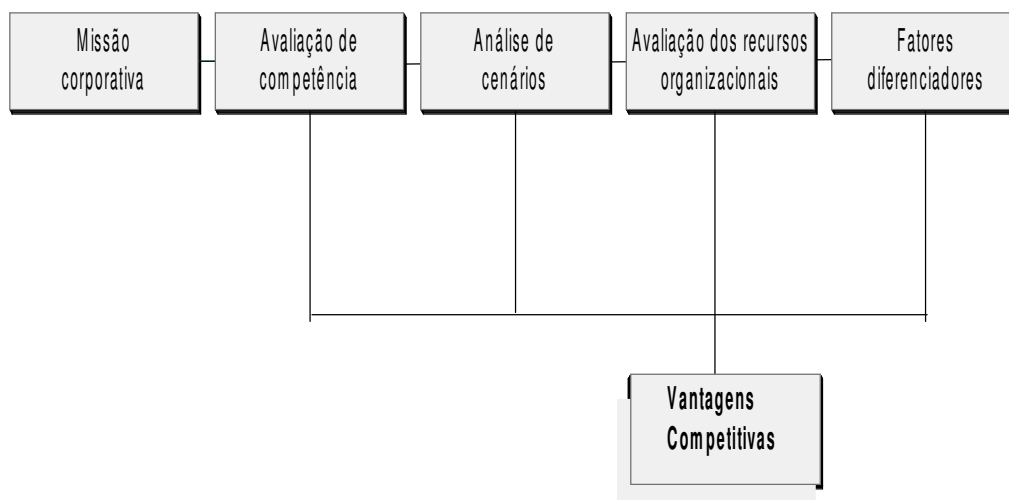 Missão
corporativa
Avaliação de
competência
Análise de
cenários
Avaliação dos recursos
organizacionais
Fatores
diferenciadores
Vantagens
Competitivas